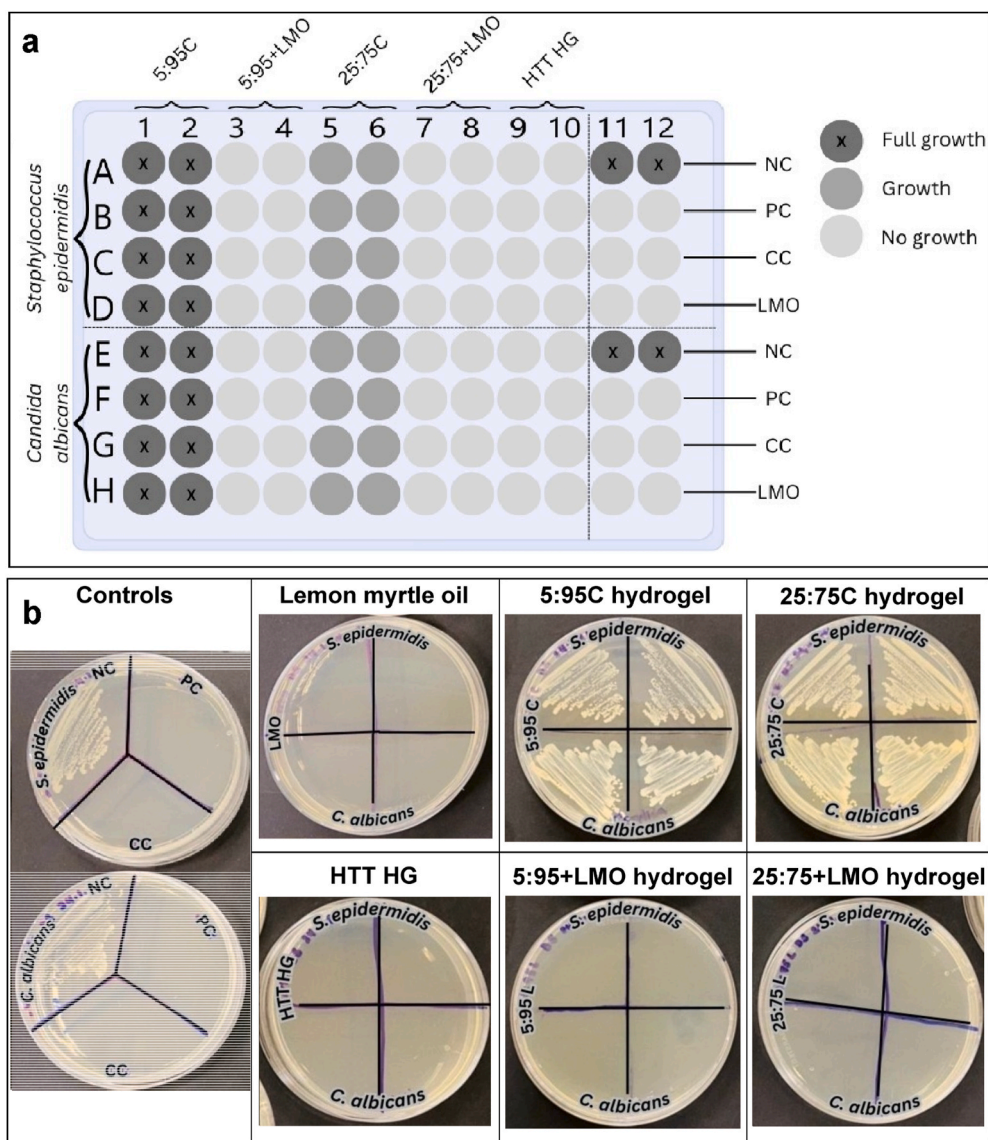 a
5:95C
5:95+LMO
25:75C
25:75+LMO
HTT HG
1 2 3 4 5 6 7 8 9 10 11 12
Staphylococcus
epidermidis
Candida
albicans
A x x x x NC
B x x PC
C x x CC
D x x LMO
E x x x x NC
F x x PC
G x x CC
H x x LMO
x Full growth
Growth
No growth
b
Controls
NC
PC
S. epidermidis
CC
NC
PC
C. albicans
CC
Lemon myrtle oil
S. epidermidis
LMO
C. albicans
5:95C hydrogel
S. epidermidis
5:95 C
C. albicans
25:75C hydrogel
S. epidermidis
25:75 C
C. albicans
HTT HG
S. epidermidis
HTT HG
C. albicans
5:95+LMO hydrogel
S. epidermidis
5:95 L
C. albicans
25:75+LMO hydrogel
S. epidermidis
25:75 L
C. albicans